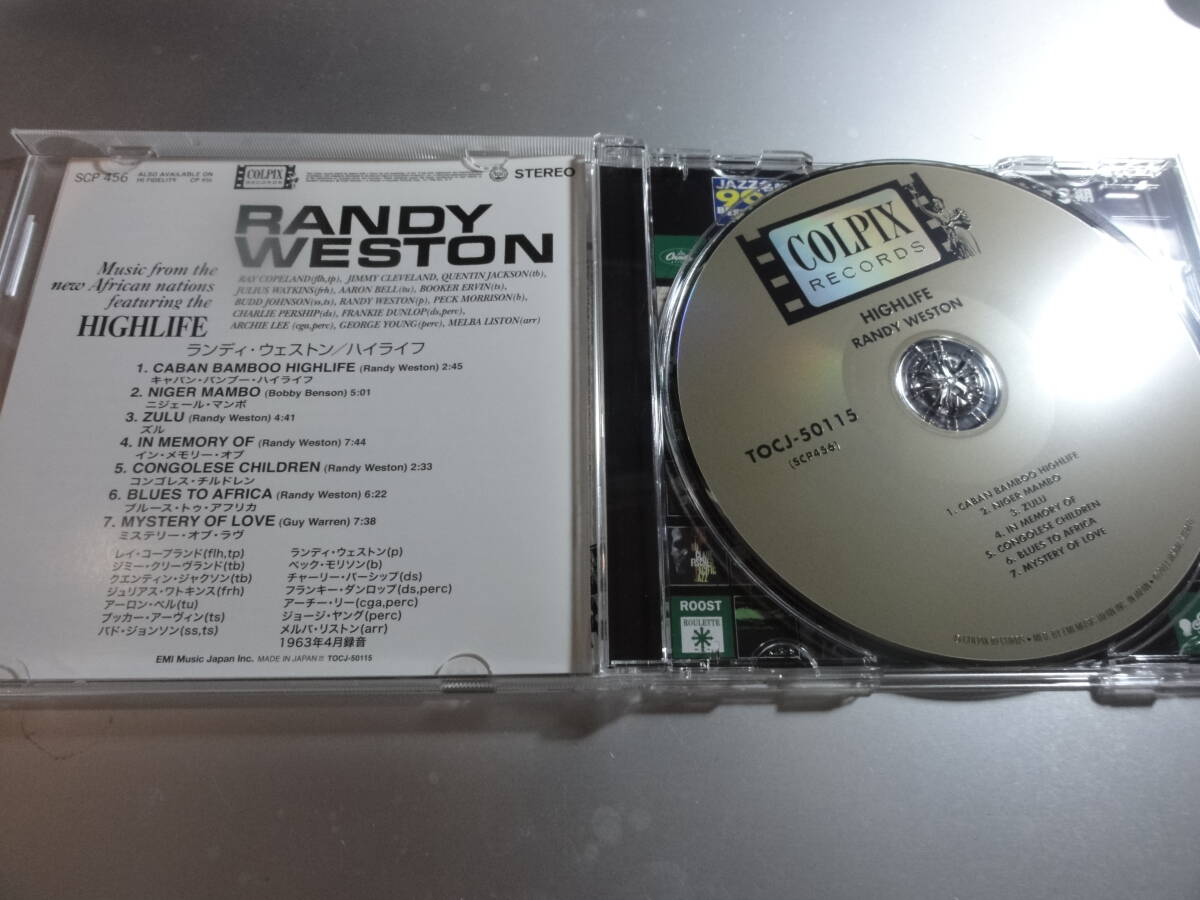 SCP 456
ALSO AVAILABLE ON
HI FIDELITY CP 456
COLPIX
RECORDS
STEREO
RANDY
WESTON
Music from the
new African nations
featuring the
HIGHLIFE
RAY COPELAND(flh,tp), JIMMY CLEVELAND, QUENTIN JACKSON(tb),
JULIUS WATKINS(frh), AARON BELL(tu), BOOKER ERVIN(ts),
BUDD JOHNSON(ss,ts), RANDY WESTON(p), PECK MORRISON(b),
CHARLIE PERSHIP(ds), FRANKIE DUNLOP(ds,perc),
ARCHIE LEE (cga,perc), GEORGE YOUNG(perc), MELBA LISTON(arr)
ランディ・ウェストン/ハイライフ
1. CABAN BAMBOO HIGHLIFE (Randy Weston) 2:45
キャバン・バンブー・ハイライフ
2. NIGER MAMBO (Bobby Benson) 5:01
ニジェール・マンボ
3. ZULU (Randy Weston) 4:41
ズル
4. IN MEMORY OF (Randy Weston) 7:44
イン・メモリー・オブ
5. CONGOLESE CHILDREN (Randy Weston) 2:33
コンゴレス・チルドレン
6. BLUES TO AFRICA (Randy Weston) 6:22
ブルース・トゥ・アフリカ
7. MYSTERY OF LOVE (Guy Warren) 7:38
ミステリー・オブ・ラヴ
レイ・コープランド(flh,tp)
ジミー・クリーヴランド(tb)
クエンティン・ジャクソン(tb)
ジュリアス・ワトキンス(frh)
アーロン・ベル(tu)
ブッカー・アーヴィン(ts)
バド・ジョンソン(ss,ts)
ランディ・ウェストン(p)
ペック・モリソン(b)
チャーリー・パーシップ(ds)
フランキー・ダンロップ(ds,perc)
アーチー・リー(cga,perc)
ジョージ・ヤング(perc)
メルバ・リストン(arr)
1963年4月録音
EMI Music Japan Inc. MADE IN JAPAN TOCJ-50115
JAZZ
COLPIX
RECORDS
HIGHLIFE
RANDY WESTON
TOCJ-50115
(SCP456)
1. CABAN BAMBOO HIGHLIFE
2. NIGER MAMBO
3. ZULU
4. IN MEMORY OF
5. CONGOLESE CHILDREN
6. BLUES TO AFRICA
7. MYSTERY OF LOVE
PACIFIC
JAZZ
ROOST
ROULETTE